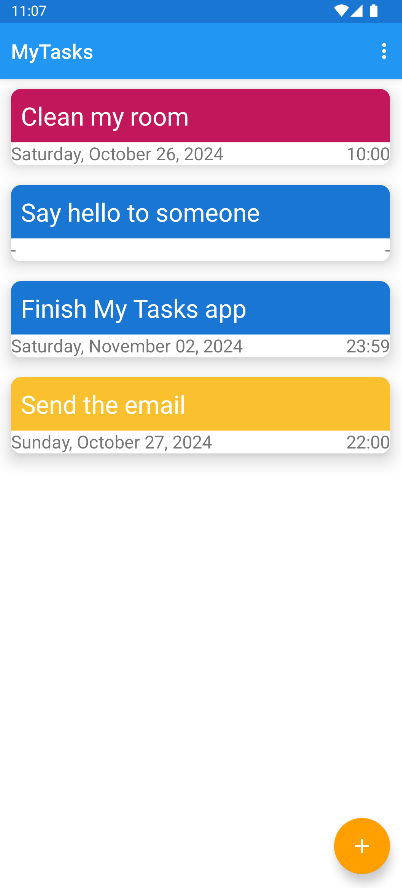 11:07
MyTasks
Clean my room
Saturday, October 26, 2024 10:00
Say hello to someone
- -
Finish My Tasks app
Saturday, November 02, 2024 23:59
Send the email
Sunday, October 27, 2024 22:00
+